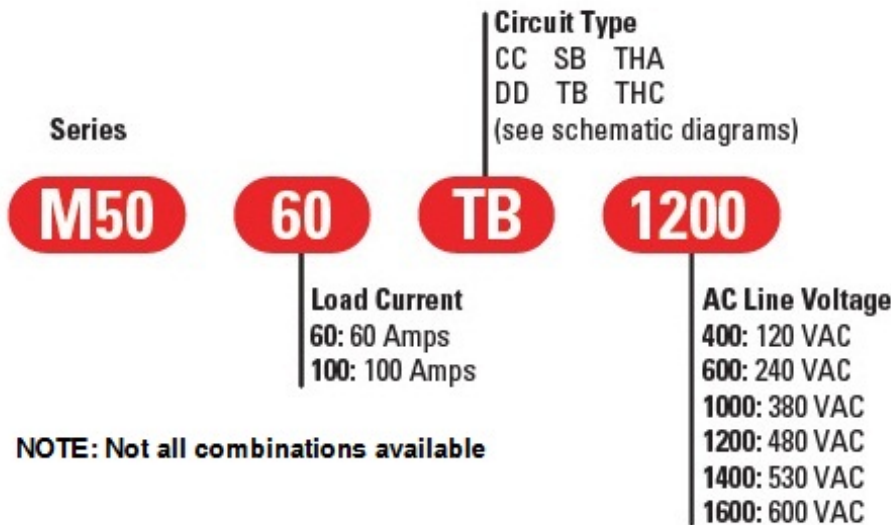 Circuit Type
CC SB THA
DD TB THC
(see schematic diagrams)
Series
M50 60 TB 1200
Load Current
60: 60 Amps
100: 100 Amps
AC Line Voltage
400: 120 VAC
600: 240 VAC
1000: 380 VAC
1200: 480 VAC
1400: 530 VAC
1600: 600 VAC
NOTE: Not all combinations available